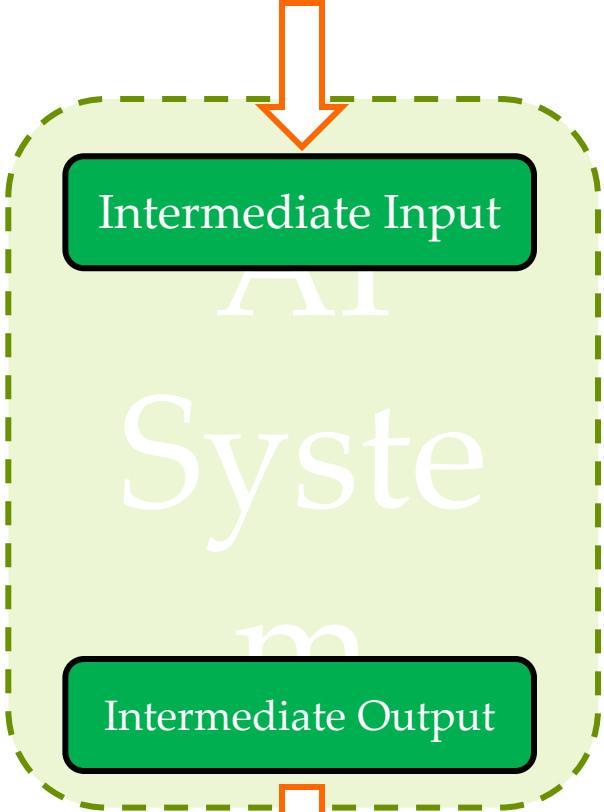 Intermediate Input
AI
Syste
m
Intermediate Output